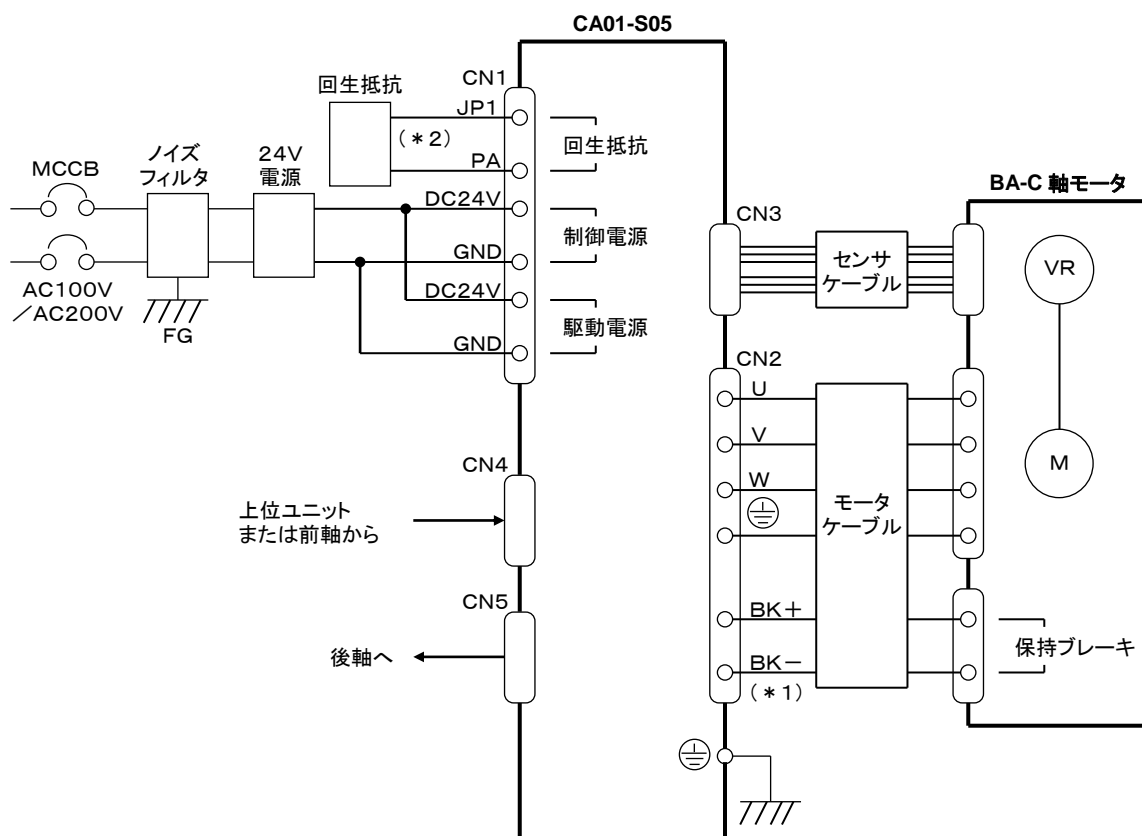 CA01-S05
CN1
回生抵抗
JP1
(*2)
回生抵抗
PA
MCCB
ノイズ
フィルタ
24V
電源
DC24V
制御電源
GND
AC100V
/AC200V
FG
DC24V
駆動電源
GND
BA-C 軸モータ
CN3
センサ
ケーブル
VR
CN2
U
V
W
モータ
ケーブル
M
CN4
上位ユニット
または前軸から
CN5
後軸へ
BK+
BK-
(*1)
保持ブレーキ